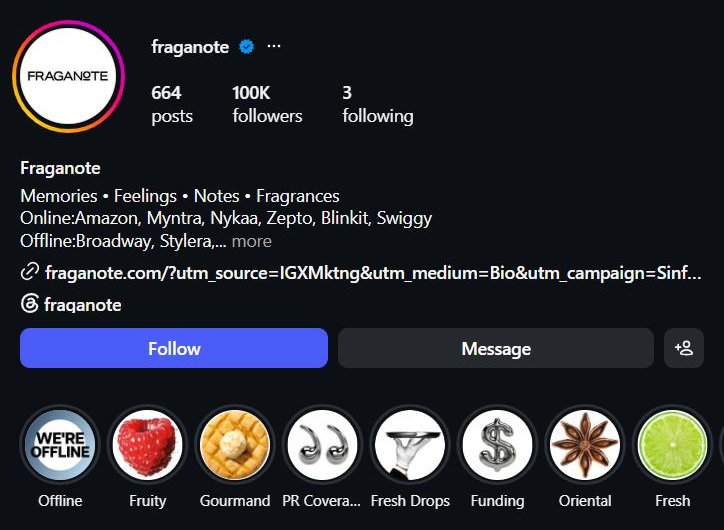 FRAGANOTE
fraganote
664 posts
100K followers
3 following
Fraganote
Memories • Feelings • Notes • Fragrances
Online:Amazon, Myntra, Nykaa, Zepto, Blinkit, Swiggy
Offline:Broadway, Stylera,... more
fraganote.com/?utm_source=IGXMktng&utm_medium=Bio&utm_campaign=Sinf...
fraganote
Follow
Message
WE'RE
OFFLINE
Offline
Fruity
Gourmand
PR Covera...
Fresh Drops
Funding
Oriental
Fresh